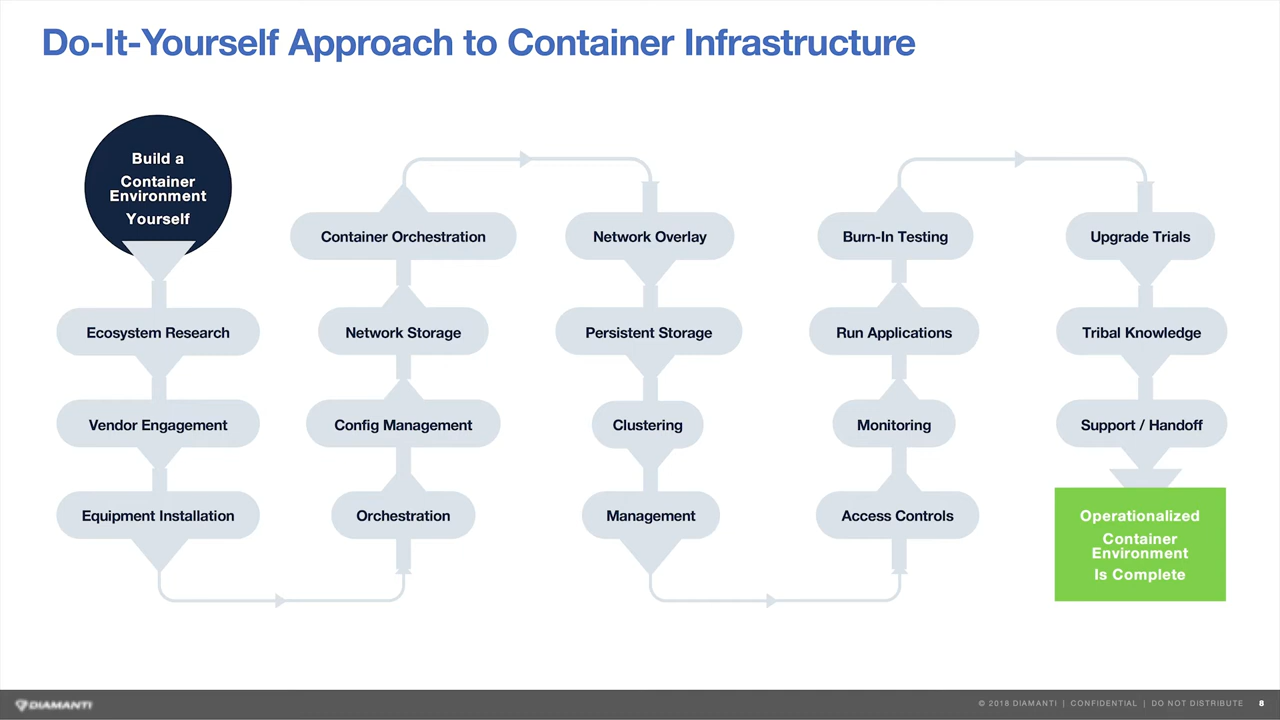 Do-It-Yourself Approach to Container Infrastructure
Build a
Container
Environment
Yourself
Ecosystem Research
Vendor Engagement
Equipment Installation
Orchestration
Config Management
Network Storage
Container Orchestration
Network Overlay
Persistent Storage
Clustering
Management
Access Controls
Monitoring
Run Applications
Burn-In Testing
Upgrade Trials
Tribal Knowledge
Support / Handoff
Operationalized
Container
Environment
Is Complete
DIAMANTI
© 2018 DIAMANTI | CONFIDENTIAL | DO NOT DISTRIBUTE 8